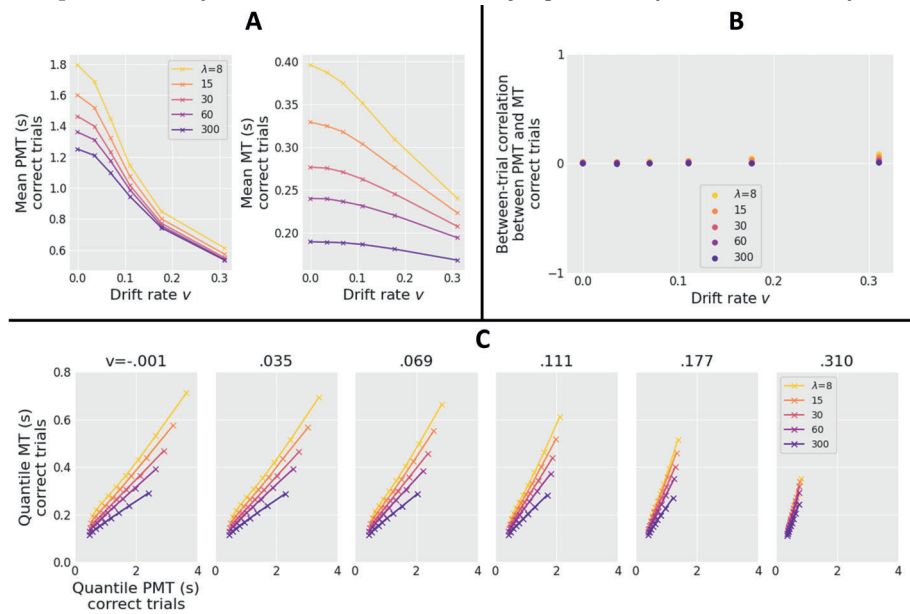 A
Mean PMT (s)
correct trials
1.8
1.6
1.4
1.2
1.0
0.8
0.6
λ=8
15
30
60
300
0.0 0.1 0.2 0.3
Drift rate v
Mean MT (s)
correct trials
0.40
0.35
0.30
0.25
0.20
0.0 0.1 0.2 0.3
Drift rate v
B
Between-trial correlation
between PMT and MT
correct trials
1
0
−1
λ=8
15
30
60
300
0.0 0.1 0.2 0.3
Drift rate v
C
v=-.001 .035 .069 .111 .177 .310
Quantile MT (s)
quorrect trials
0.8
0.6
0.4
0.2
0.0
λ=8
15
30
60
300
0 2 4 0 2 4 0 2 4 0 2 4 0 2 4 0 2 4
Quantile PMT (s)
correct trials